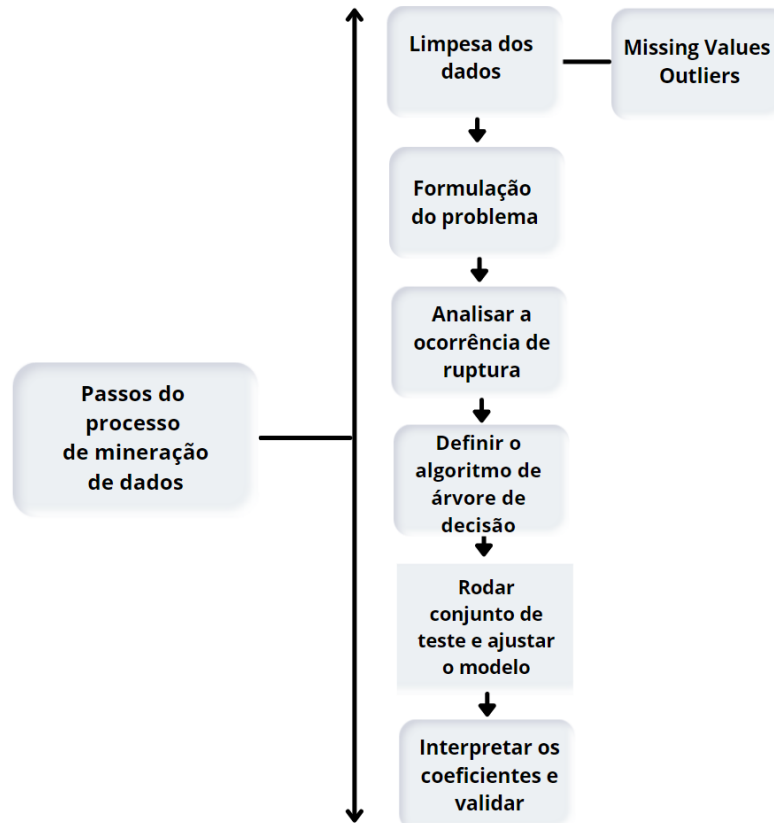 Limpesa dos
dados
Missing Values
Outliers
Formulação
do problema
Analisar a
ocorrência de
ruptura
Passos do
processo
de mineração
de dados
Definir o
algoritmo de
árvore de
decisão
Rodar
conjunto de
teste e ajustar
o modelo
Interpretar os
coeficientes e
validar